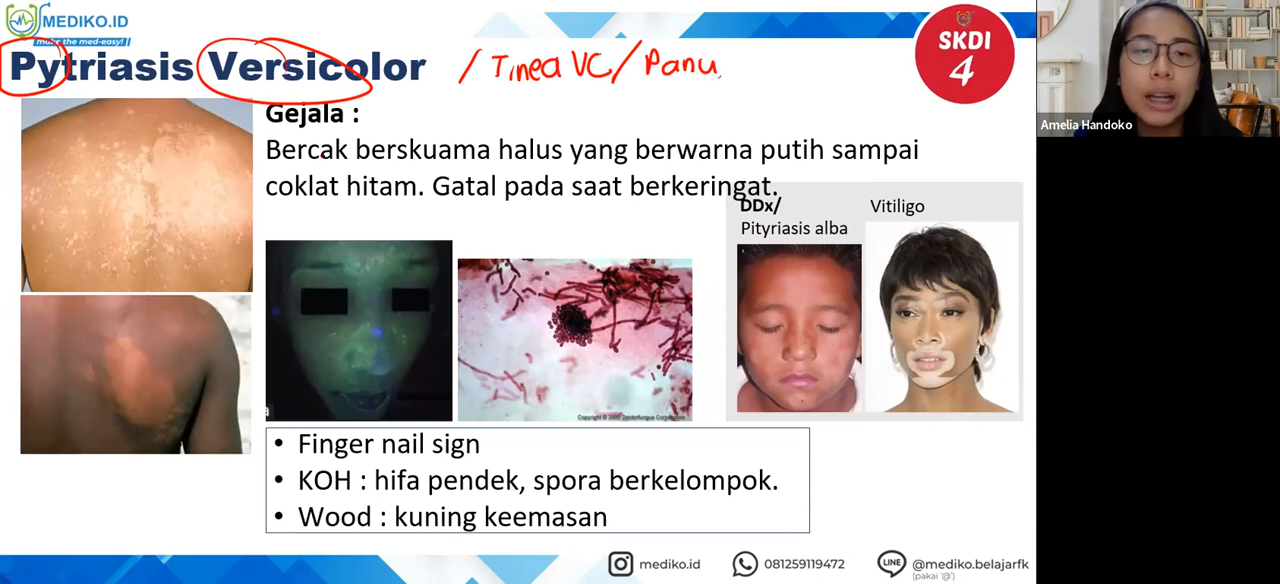 MEDIKO.ID
make the med-easy!
Pytriasis Versicolor / Tinea VC / Panu
SKDI
4
Amelia Handoko
Gejala :
Bercak berskuama halus yang berwarna putih sampai
coklat hitam. Gatal pada saat berkeringat.
DDx/
Pityriasis alba
Vitiligo
a
Copyright © 2000 Doctorfungus Corporation
• Finger nail sign
• KOH : hifa pendek, spora berkelompok.
• Wood : kuning keemasan
mediko.id
081259119472
LINE
@mediko.belajarfk
(pakai '@')